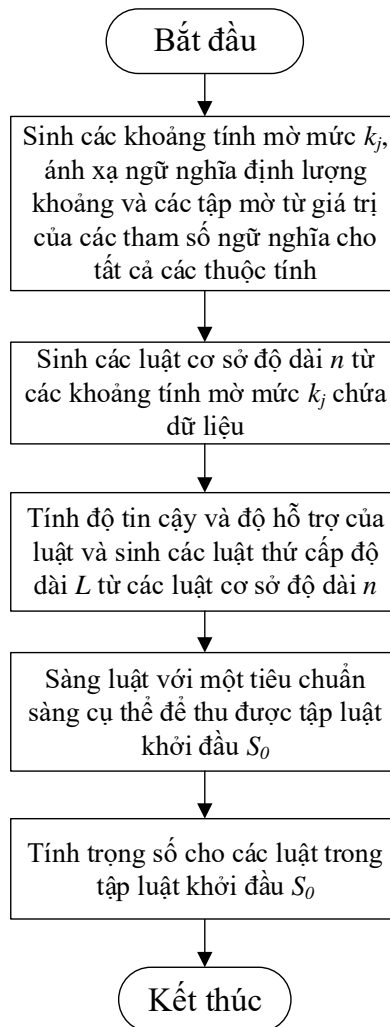 Bắt đầu
Sinh các khoảng tính mờ mức kj,
ánh xạ ngữ nghĩa định lượng
khoảng và các tập mờ từ giá trị
của các tham số ngữ nghĩa cho
tất cả các thuộc tính
Sinh các luật cơ sở độ dài n từ
các khoảng tính mờ mức kj chứa
dữ liệu
Tính độ tin cậy và độ hỗ trợ của
luật và sinh các luật thứ cấp độ
dài L từ các luật cơ sở độ dài n
Sàng luật với một tiêu chuẩn
sàng cụ thể để thu được tập luật
khởi đầu S0
Tính trọng số cho các luật trong
tập luật khởi đầu S0
Kết thúc